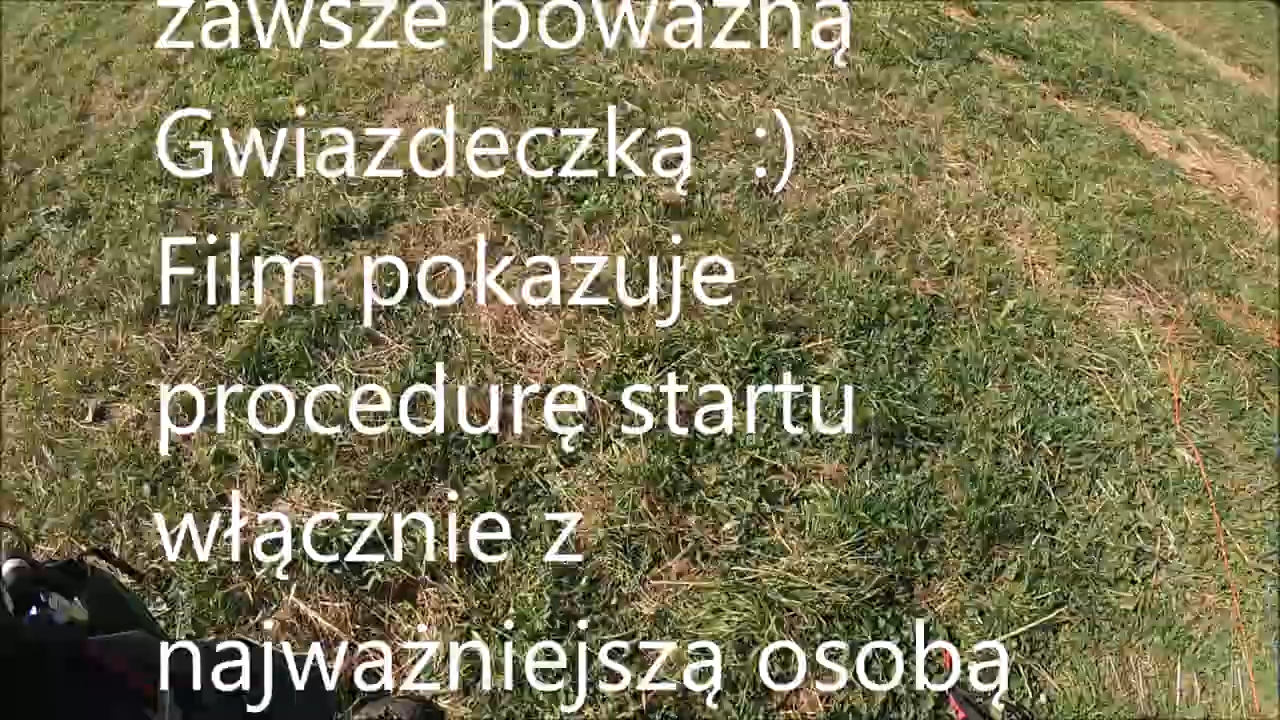 zawsze poważną
Gwiazdeczką :)
Film pokazuje
procedurę startu
włącznie z
najważniejszą osobą